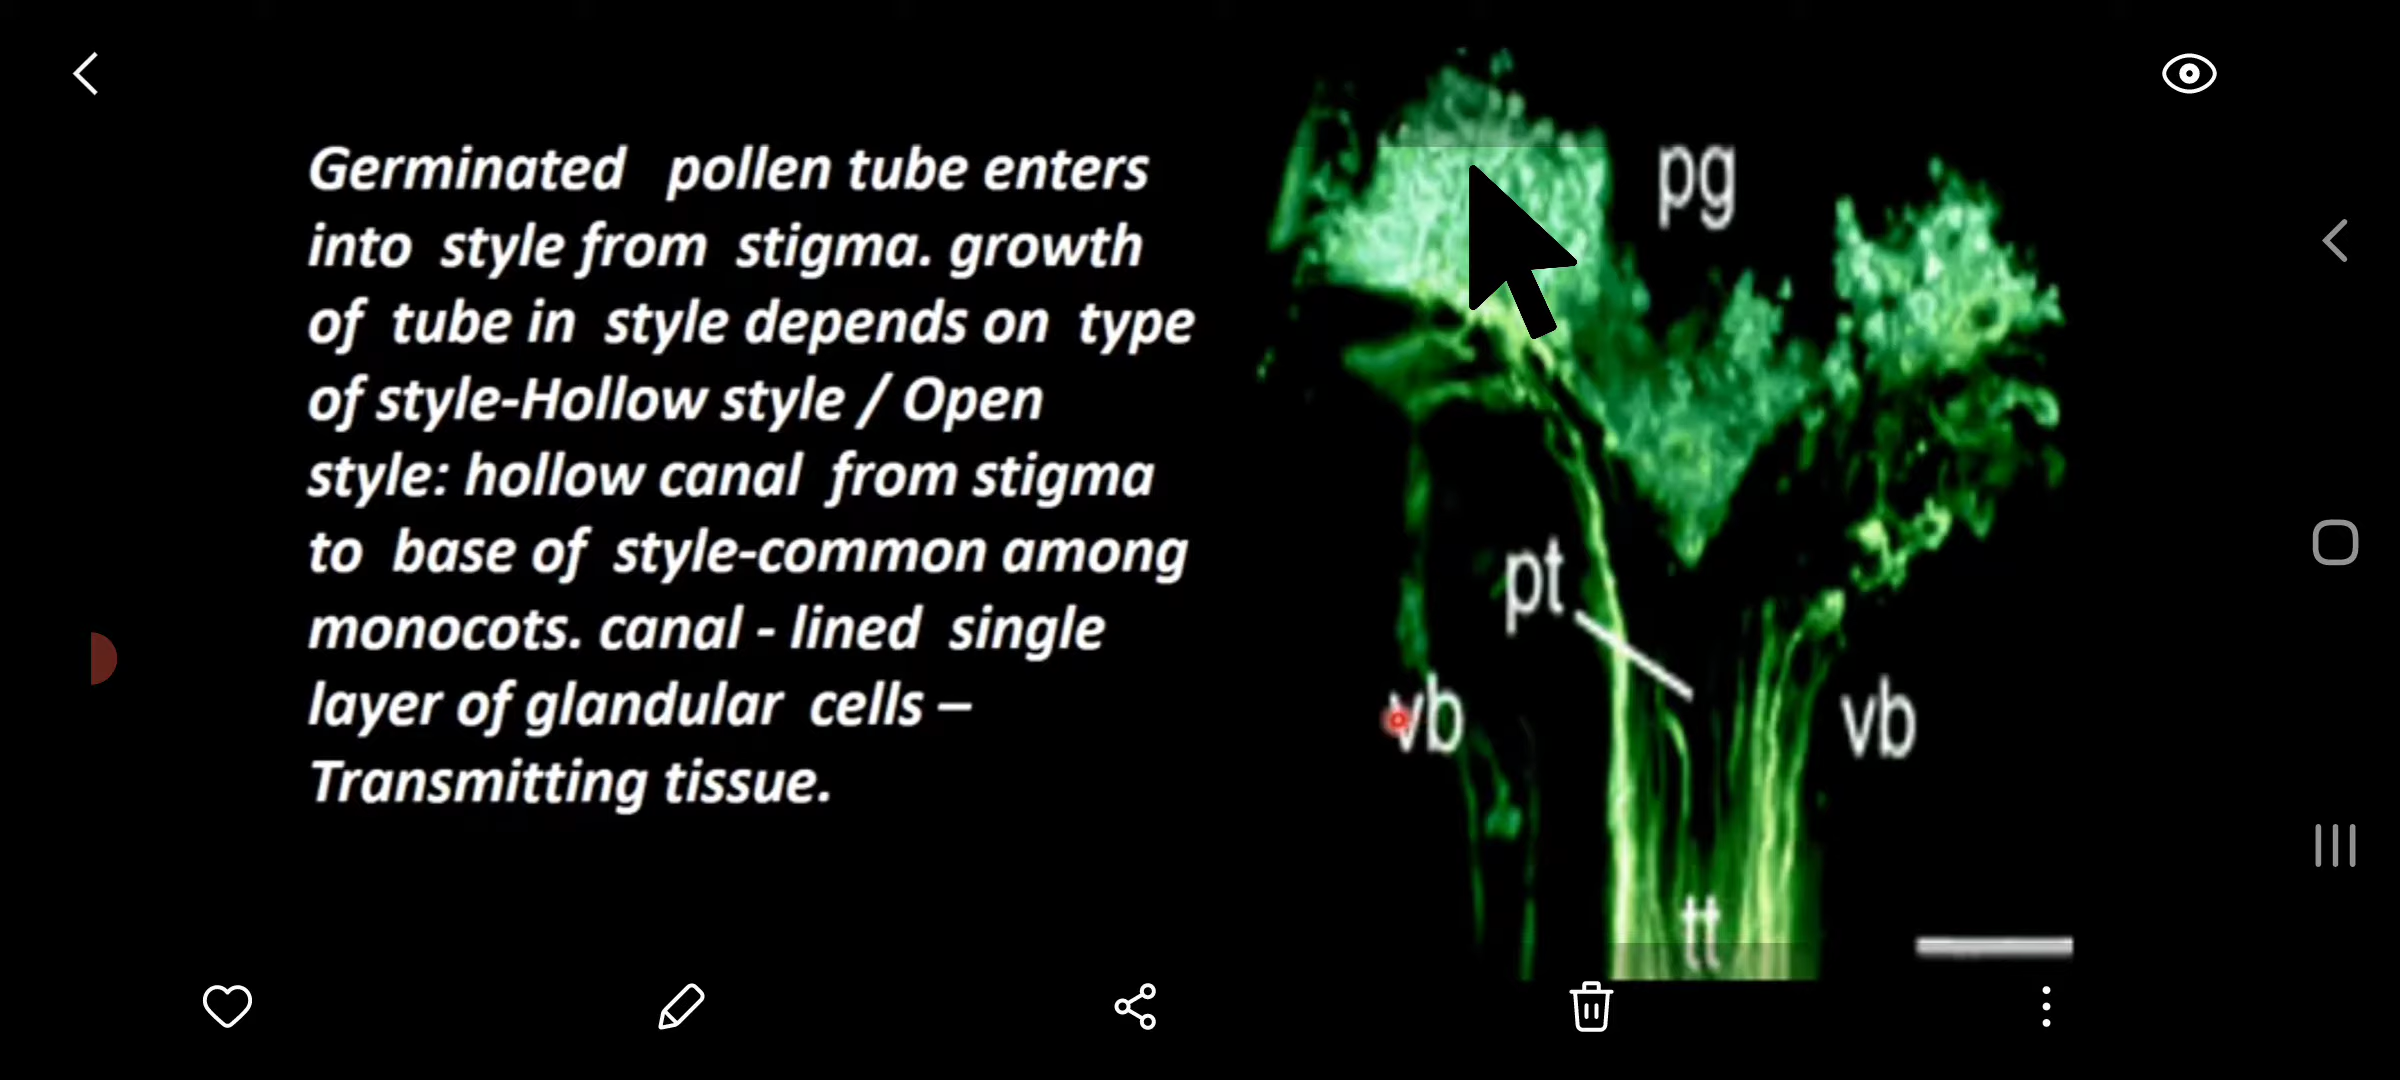 Germinated pollen tube enters
into style from stigma. growth
of tube in style depends on type
of style-Hollow style / Open
style: hollow canal from stigma
to base of style-common among
monocots. canal - lined single
layer of glandular cells –
Transmitting tissue.
pg
pt
vb
vb
tt